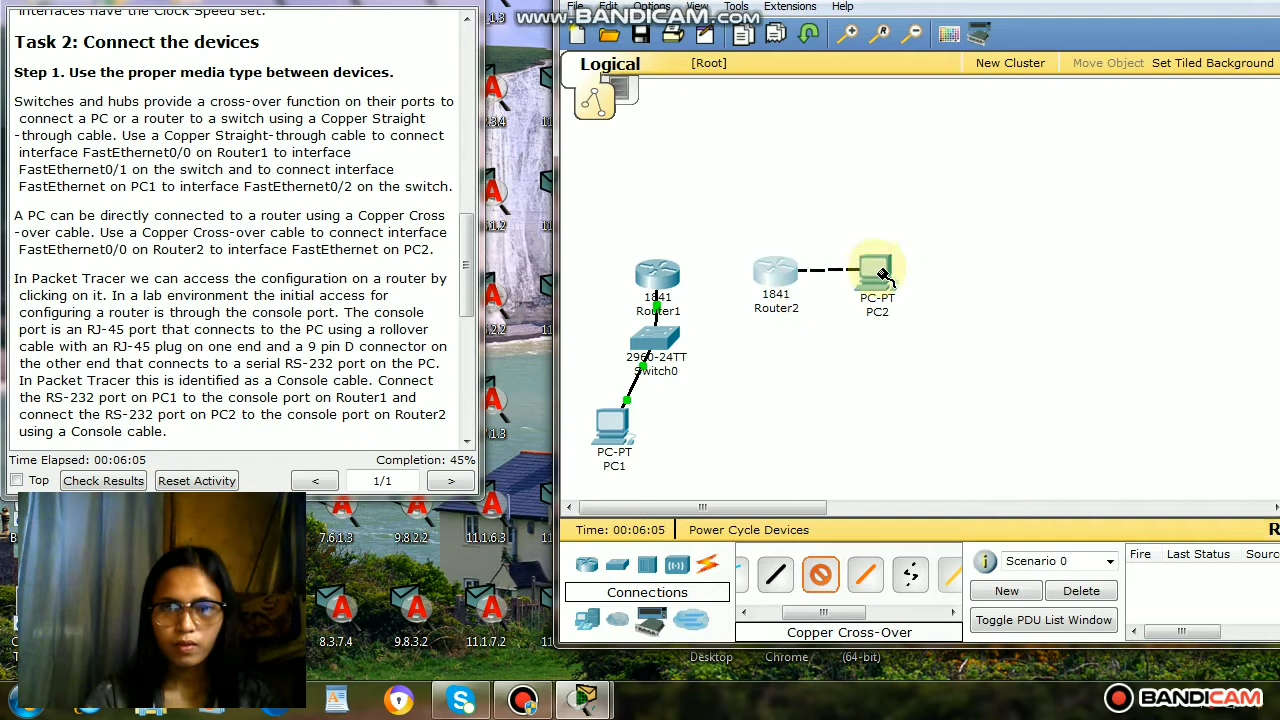 interfaces have the Clock Speed set.
Task 2: Connect the devices
Step 1. Use the proper media type between devices.
Switches and hubs provide a cross-over function on their ports to
connect a PC or a router to a switch using a Copper Straight
-through cable. Use a Copper Straight-through cable to connect
interface FastEthernet0/0 on Router1 to interface
FastEthernet0/1 on the switch and to connect interface
FastEthernet on PC1 to interface FastEthernet0/2 on the switch.
A PC can be directly connected to a router using a Copper Cross
-over cable. Use a Copper Cross-over cable to connect interface
FastEthernet0/0 on Router2 to interface FastEthernet on PC2.
In Packet Tracer we can access the configuration on a router by
clicking on it. In a lab environment the initial access for
configuring a router is through the console port. The console
port is an RJ-45 port that connects to the PC using a rollover
cable with an RJ-45 plug on one end and a 9 pin D connector on
the other end that connects to a serial RS-232 port on the PC.
In Packet Tracer this is identified as a Console cable. Connect
the RS-232 port on PC1 to the console port on Router1 and
connect the RS-232 port on PC2 to the console port on Router2
using a Console cable.
Time Elapsed: 00:06:05 Completion: 45%
Top Check Results Reset Activity < 1/1 >
www.BANDICAM.com
File Edit Options View Tools Extensions Help
Logical [Root] New Cluster Move Object Set Tiled Background
1841
Router1
1841
Router2
PC-PT
PC2
2960-24TT
Switch0
PC-PT
PC1
Time: 00:06:05 Power Cycle Devices
Connections
Copper Cross-Over
Scenario 0
New Delete
Toggle PDU List Window
Fire Last Status Sourc
7.6.1.3 9.8.2.2 11.1.6.3
8.3.7.4 9.8.3.2 11.1.7.2
Desktop Chrome (64-bit)
BANDICAM